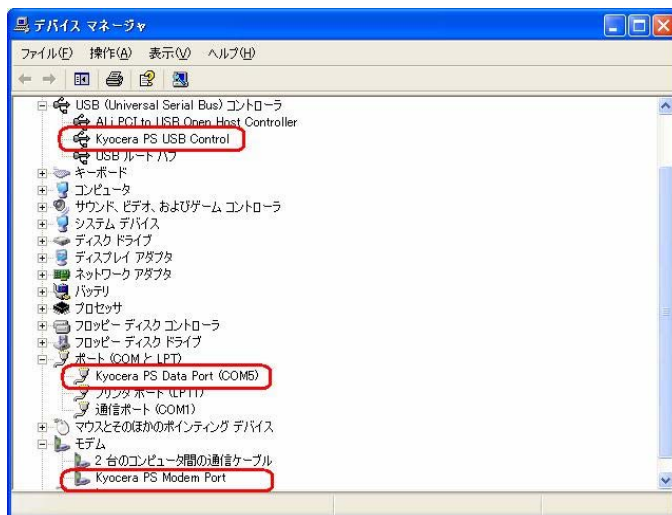 デバイス マネージャ
ファイル(F) 操作(A) 表示(V) ヘルプ(H)
USB (Universal Serial Bus) コントローラ
ALi PCI to USB Open Host Controller
Kyocera PS USB Control
USB ルート ハブ
キーボード
コンピュータ
サウンド、ビデオ、およびゲーム コントローラ
システム デバイス
ディスク ドライブ
ディスプレイ アダプタ
ネットワーク アダプタ
バッテリ
プロセッサ
フロッピー ディスク コントローラ
フロッピー ディスク ドライブ
ポート (COM と LPT)
Kyocera PS Data Port (COM5)
プリンタ ポート (LPT1)
通信ポート (COM1)
マウスとそのほかのポインティング デバイス
モデム
2 台のコンピュータ間の通信ケーブル
Kyocera PS Modem Port